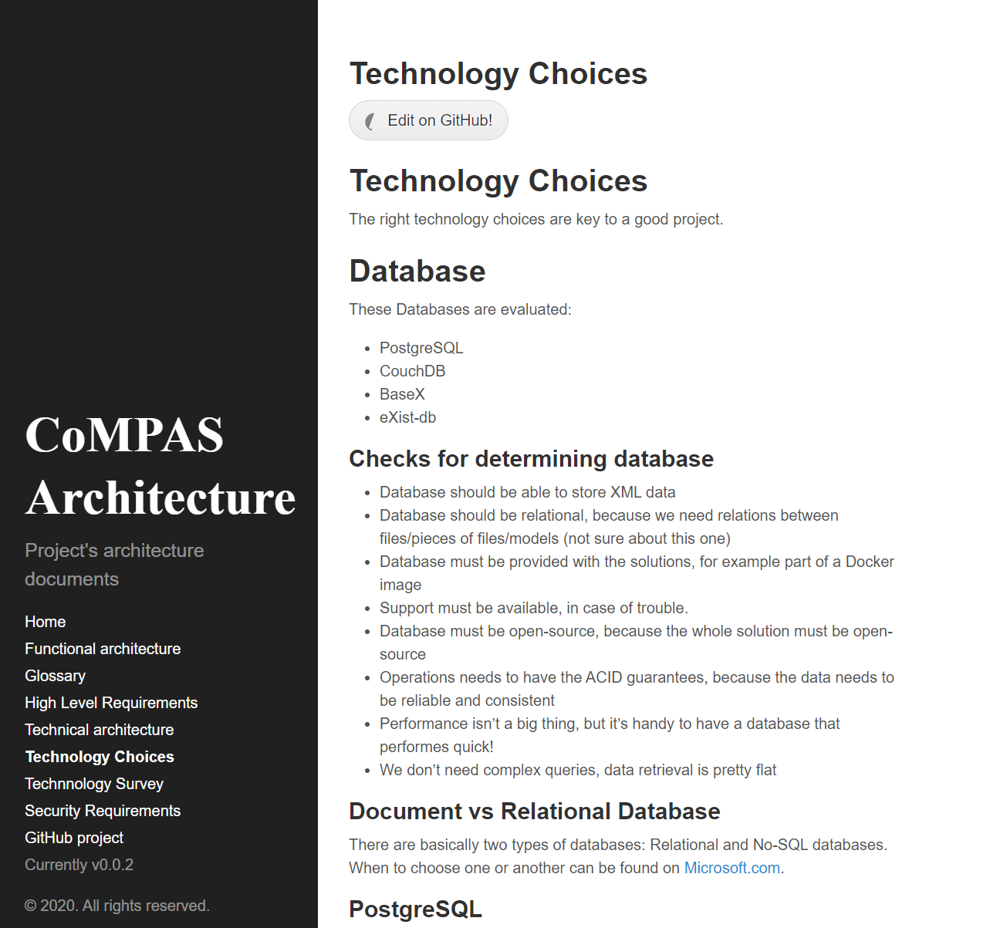 CoMPAS
Architecture
Project's architecture
documents
Home
Functional architecture
Glossary
High Level Requirements
Technical architecture
Technology Choices
Technnology Survey
Security Requirements
GitHub project
Currently v0.0.2
© 2020. All rights reserved.
Technology Choices
Edit on GitHub!
Technology Choices
The right technology choices are key to a good project.
Database
These Databases are evaluated:
• PostgreSQL
• CouchDB
• BaseX
• eXist-db
Checks for determining database
• Database should be able to store XML data
• Database should be relational, because we need relations between
files/pieces of files/models (not sure about this one)
• Database must be provided with the solutions, for example part of a Docker
image
• Support must be available, in case of trouble.
• Database must be open-source, because the whole solution must be open-
source
• Operations needs to have the ACID guarantees, because the data needs to
be reliable and consistent
• Performance isn’t a big thing, but it’s handy to have a database that
performes quick!
• We don’t need complex queries, data retrieval is pretty flat
Document vs Relational Database
There are basically two types of databases: Relational and No-SQL databases.
When to choose one or another can be found on Microsoft.com.
PostgreSQL